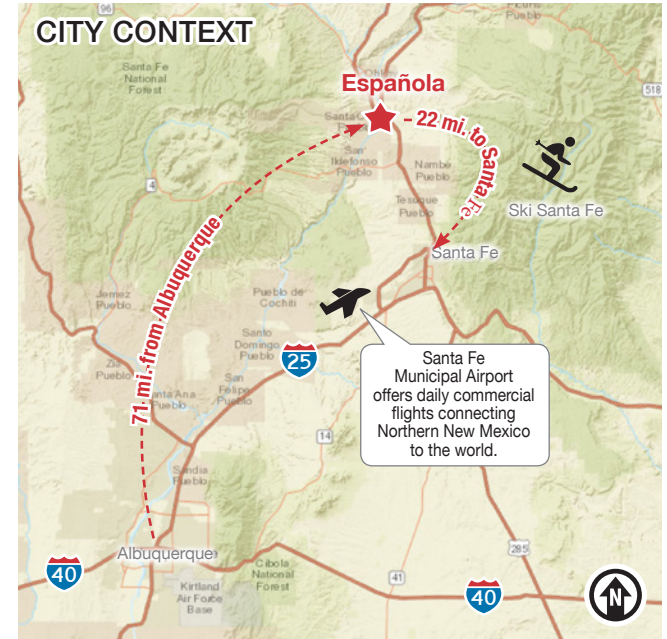 CITY CONTEXT
Santa Fe
National
Forest
518
Española
22 mi. to Santa Fe
San
Ildefonso
Pueblo
Nambé
Pueblo
4
Tesuque
Pueblo
Ski Santa Fe
Santa Fe
71 mi. from Albuquerque
Jemez
Pueblo
Pueblo de
Cochiti
Santo
Domingo
Pueblo
25
Santa Fe
Municipal Airport
offers daily commercial
flights connecting
Northern New Mexico
to the world.
Zia
Pueblo
Santa Ana
Pueblo
San
Felipe
Pueblo
14
Sandia
Pueblo
Albuquerque
285
40
Cibola
National
Forest
Kirtland
Air Force
Base
41
40
N